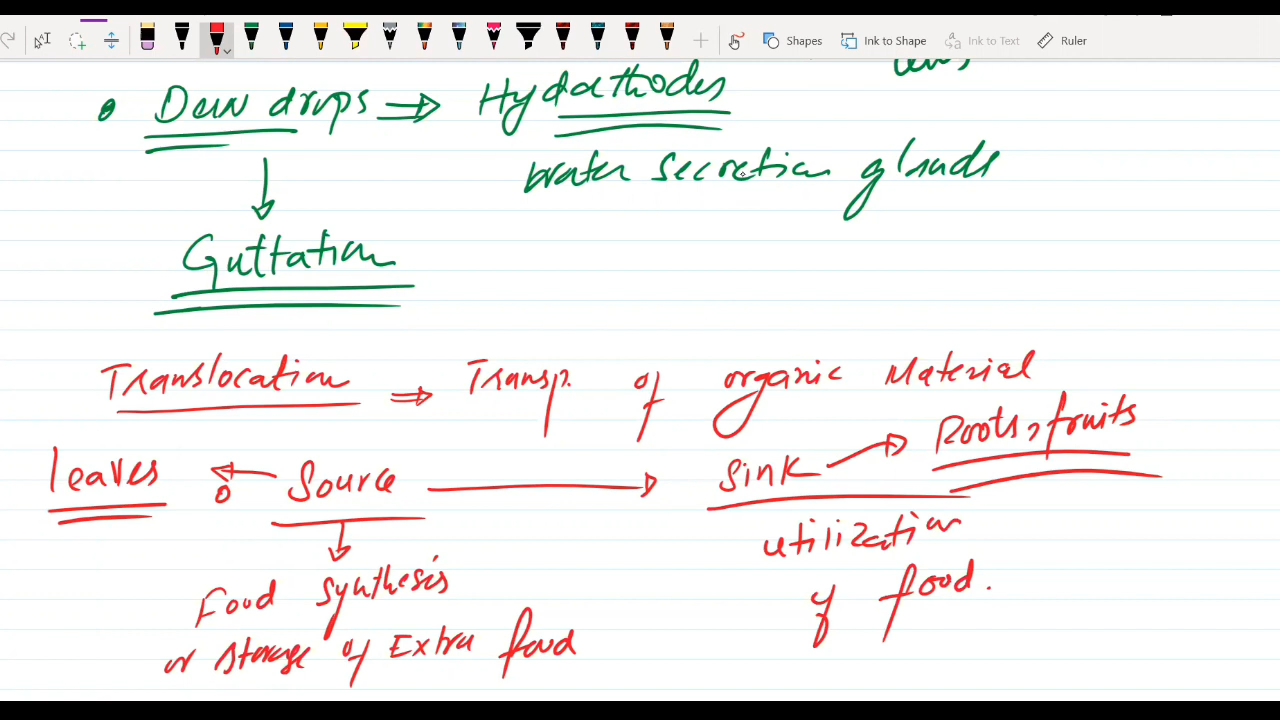 Shapes Ink to Shape Ink to Text Ruler
• Dew drops ⇒ Hydathodes
water secretion glands
Guttation
Translocation ⇒ Transp. of organic Material
leaves ← Source → Sink → Roots, fruits
utilization
Food synthesis of food.
or storage of Extra food